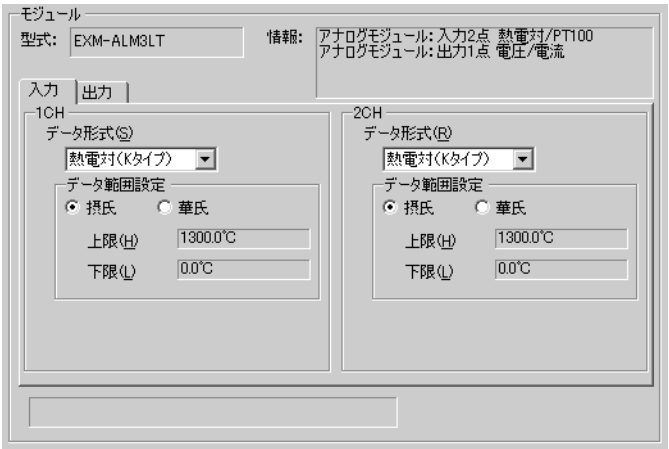 モジュール
型式: EXM-ALM3LT
情報: アナログモジュール:入力2点 熱電対/PT100
アナログモジュール:出力1点 電圧/電流
入力 出力
1CH
データ形式(S)
熱電対(Kタイプ)
データ範囲設定
摂氏 華氏
上限(H) 1300.0℃
下限(L) 0.0℃
2CH
データ形式(R)
熱電対(Kタイプ)
データ範囲設定
摂氏 華氏
上限(H) 1300.0℃
下限(L) 0.0℃